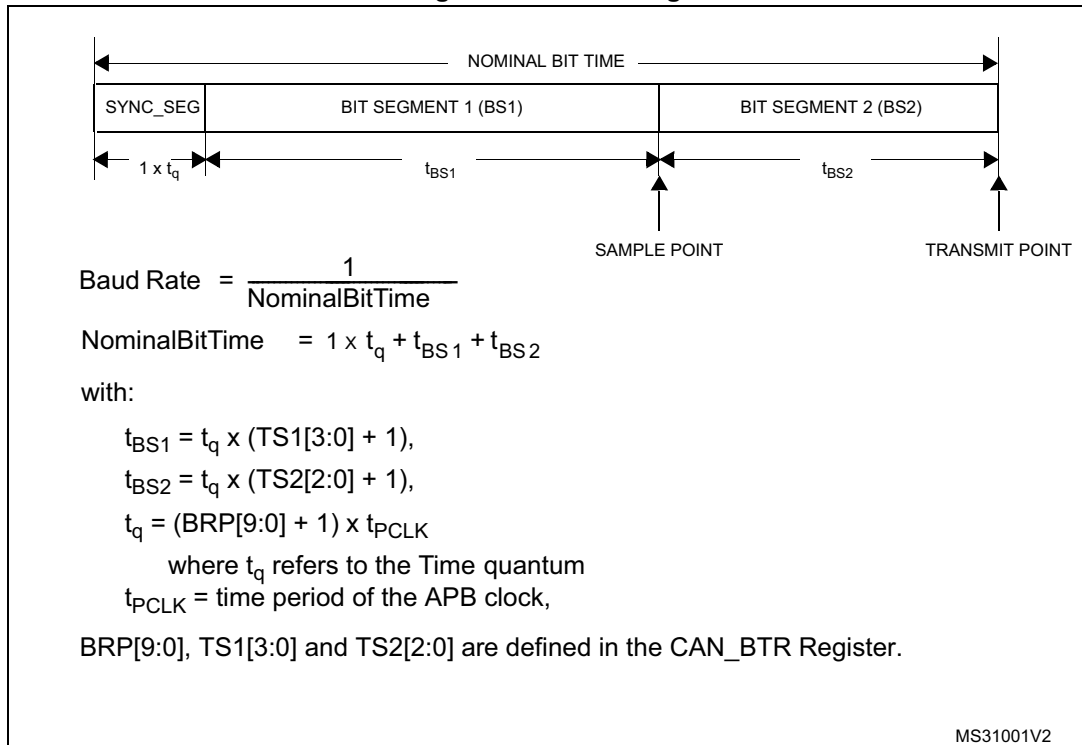 NOMINAL BIT TIME
SYNC_SEG BIT SEGMENT 1 (BS1) BIT SEGMENT 2 (BS2)
1 x tq tBS1 tBS2
SAMPLE POINT TRANSMIT POINT
Baud Rate = 1
NominalBitTime
NominalBitTime = 1 × tq + tBS1 + tBS2
with:
tBS1 = tq x (TS1[3:0] + 1),
tBS2 = tq x (TS2[2:0] + 1),
tq = (BRP[9:0] + 1) x tPCLK
where tq refers to the Time quantum
tPCLK = time period of the APB clock,
BRP[9:0], TS1[3:0] and TS2[2:0] are defined in the CAN_BTR Register.
MS31001V2